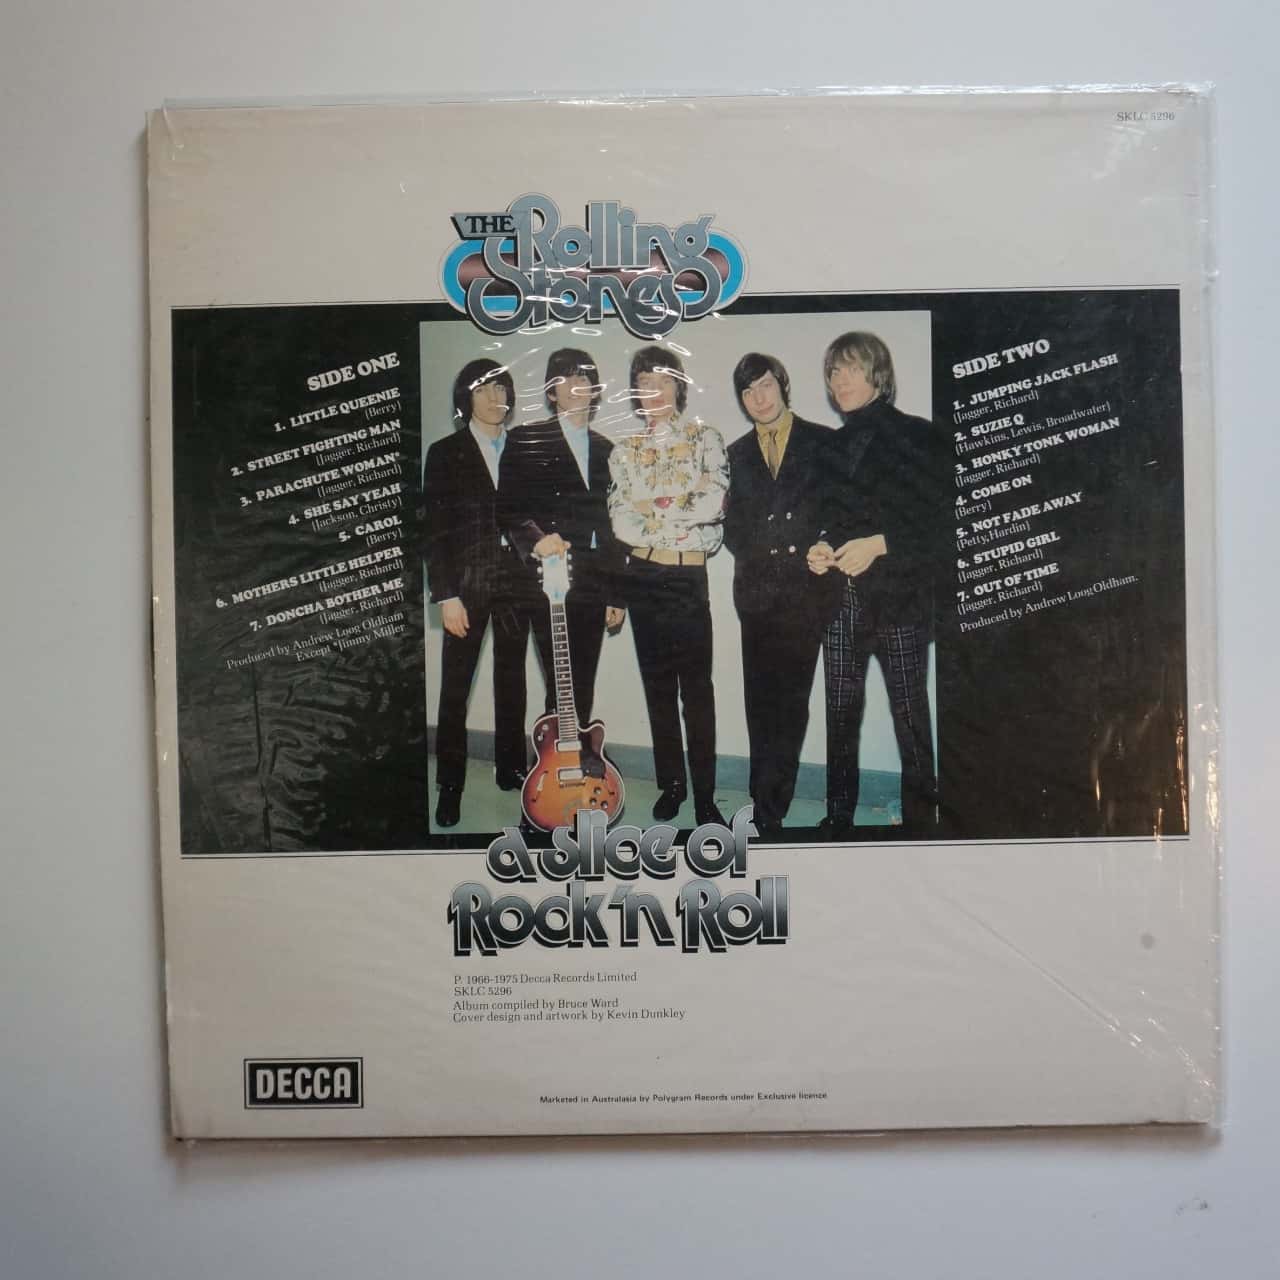 SKLC 5296
THE Rolling
Stones
SIDE ONE
1. LITTLE QUEENIE
(Berry)
2. STREET FIGHTING MAN
(Jagger, Richard)
3. PARACHUTE WOMAN*
(Jagger, Richard)
4. SHE SAY YEAH
(Jackson, Christy)
5. CAROL
(Berry)
6. MOTHERS LITTLE HELPER
(Jagger, Richard)
7. DONCHA BOTHER ME
(Jagger, Richard)
Produced by Andrew Loog Oldham
Except *Jimmy Miller
SIDE TWO
1. JUMPING JACK FLASH
(Jagger, Richard)
2. SUZIE Q
(Hawkins, Lewis, Broadwater)
3. HONKY TONK WOMAN
(Jagger, Richard)
4. COME ON
(Berry)
5. NOT FADE AWAY
(Petty, Hardin)
6. STUPID GIRL
(Jagger, Richard)
7. OUT OF TIME
(Jagger, Richard)
Produced by Andrew Loog Oldham.
a slice of
Rock 'n Roll
P. 1966-1975 Decca Records Limited
SKLC 5296
Album compiled by Bruce Ward
Cover design and artwork by Kevin Dunkley
DECCA
Marketed in Australasia by Polygram Records under Exclusive licence